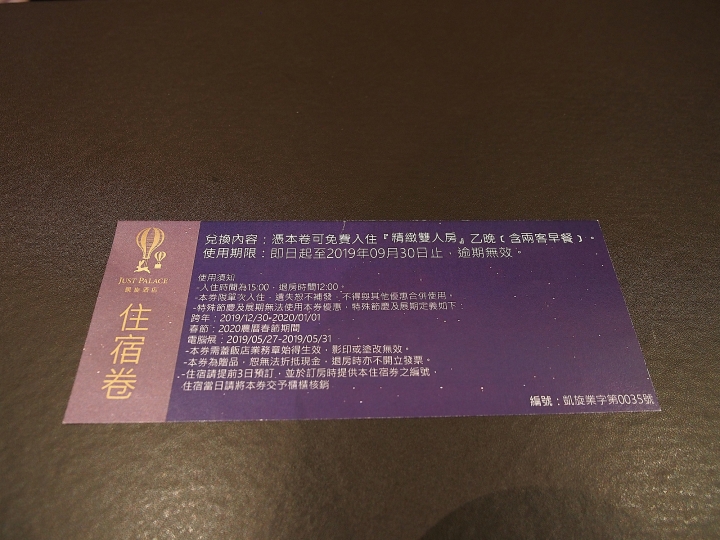 JUST PALACE
凱旋酒店
住宿卷
兌換內容：憑本卷可免費入住『精緻雙人房』乙晚﹝含兩客早餐﹞。
使用期限：即日起至2019年09月30日止，逾期無效。
使用須知
-入住時間為15:00，退房時間12:00。
-本券限單次入住，遺失恕不補發，不得與其他優惠合併使用。
-特殊節慶及展期無法使用本券優惠，特殊節慶及展期定義如下：
跨年：2019/12/30-2020/01/01
春節：2020農曆春節期間
電腦展：2019/05/27-2019/05/31
-本券需蓋飯店業務章始得生效，影印或塗改無效。
-本券為贈品，恕無法折抵現金，退房時亦不開立發票。
-住宿請提前3日預訂，並於訂房時提供本住宿券之編號，
住宿當日請將本券交予櫃檯核銷
編號：凱旋業字第0035號